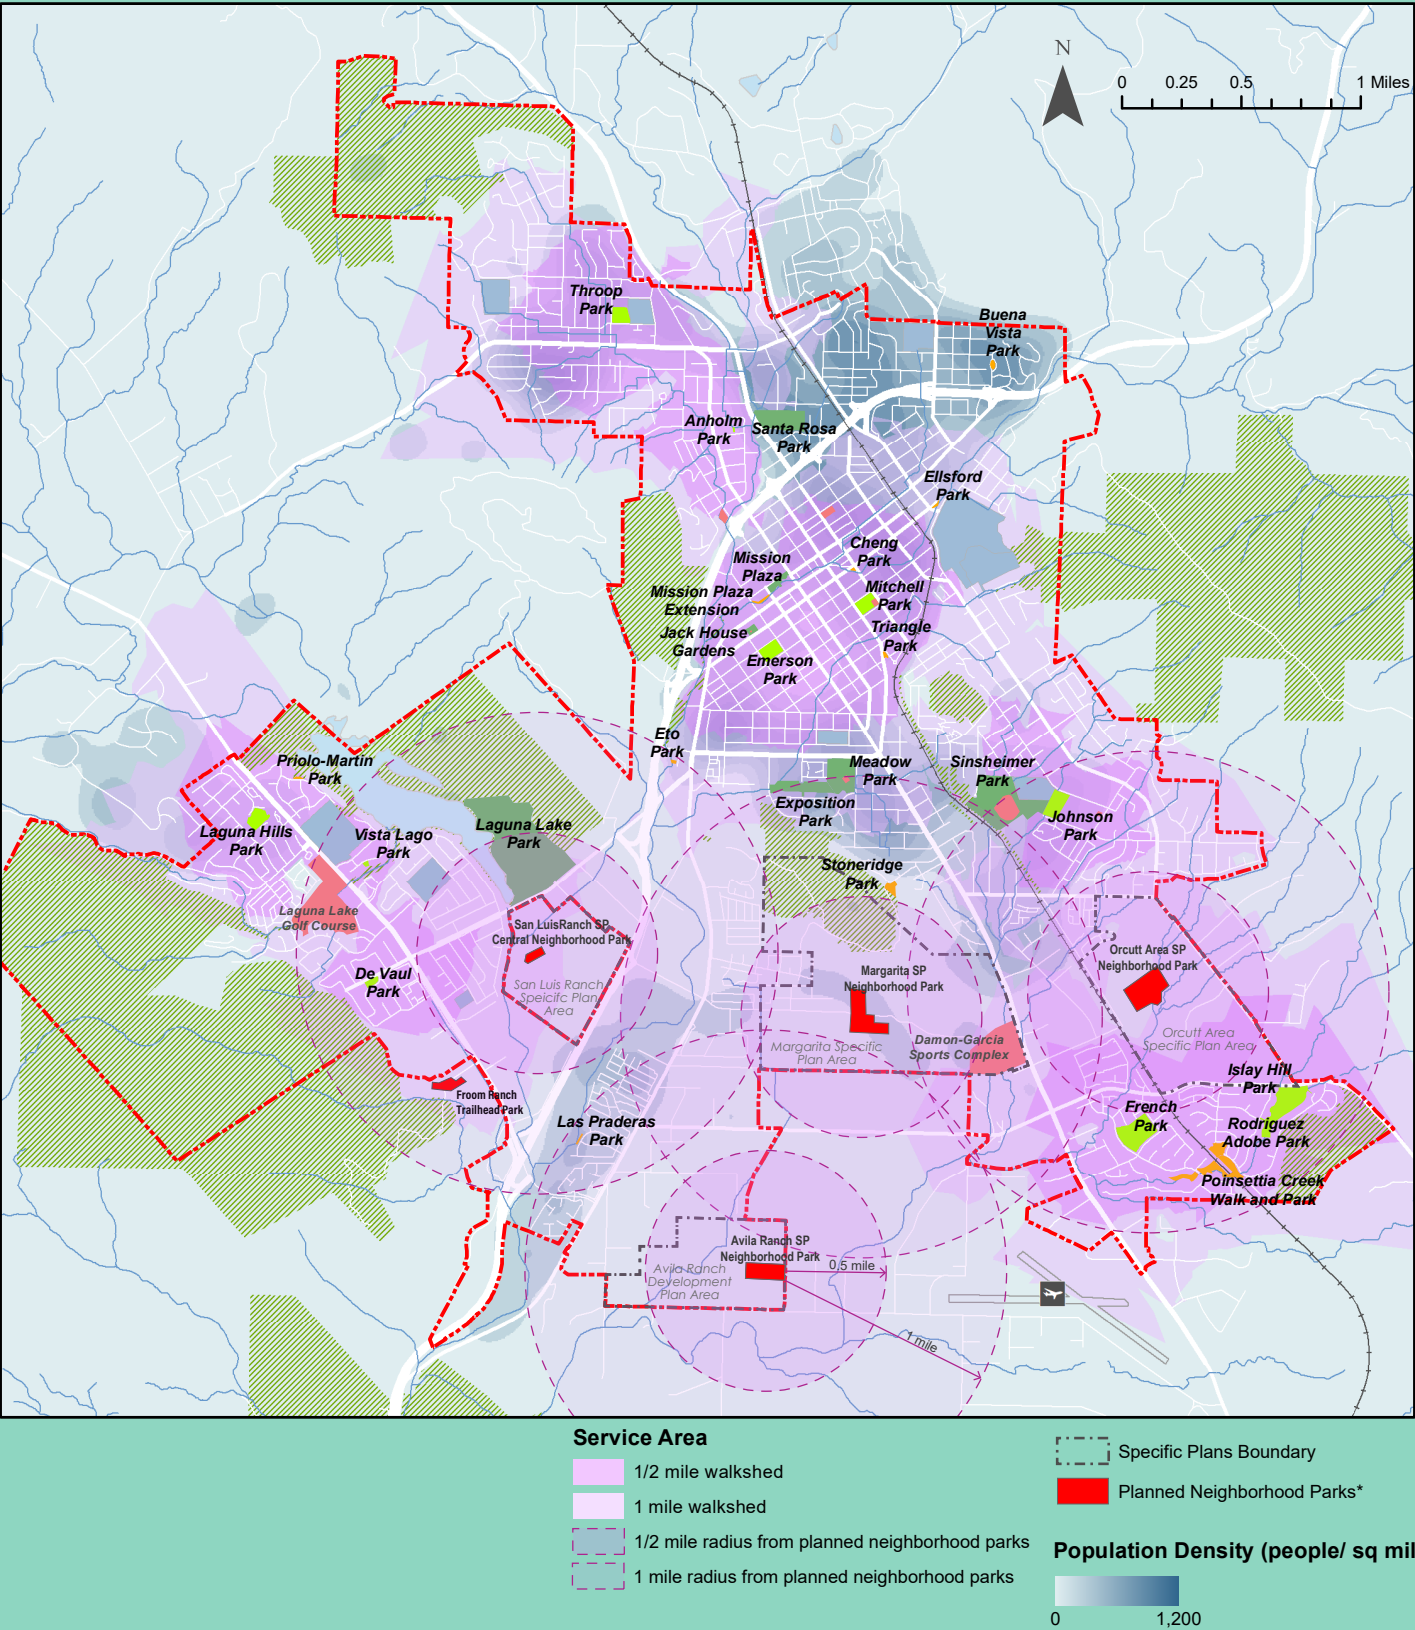 N
0 0.25 0.5 1 Miles
Throop
Park
Buena
Vista
Park
Anholm
Park
Santa Rosa
Park
Ellsford
Park
Cheng
Park
Mission
Plaza
Mission Plaza
Extension
Mitchell
Park
Jack House
Gardens
Triangle
Park
Emerson
Park
Eto
Park
Priolo-Martin
Park
Meadow
Park
Sinsheimer
Park
Exposition
Park
Johnson
Park
Laguna Hills
Park
Vista Lago
Park
Laguna Lake
Park
Stoneridge
Park
Laguna Lake
Golf Course
San LuisRanch SP
Central Neighborhood Park
De Vaul
Park
San Luis Ranch
Speicifc Plan
Area
Margarita SP
Neighborhood Park
Orcutt Area SP
Neighborhood Park
Margarita Specific
Plan Area
Damon-Garcia
Sports Complex
Orcutt Area
Specific Plan Area
Islay Hill
Park
Froom Ranch
Trailhead Park
Las Praderas
Park
French
Park
Rodriguez
Adobe Park
Poinsettia Creek
Walk and Park
Avila Ranch SP
Neighborhood Park
Avila Ranch
Development
Plan Area
0.5 mile
1 mile
Service Area
1/2 mile walkshed
1 mile walkshed
1/2 mile radius from planned neighborhood parks
1 mile radius from planned neighborhood parks
Specific Plans Boundary
Planned Neighborhood Parks*
Population Density (people/ sq mil
0 1,200